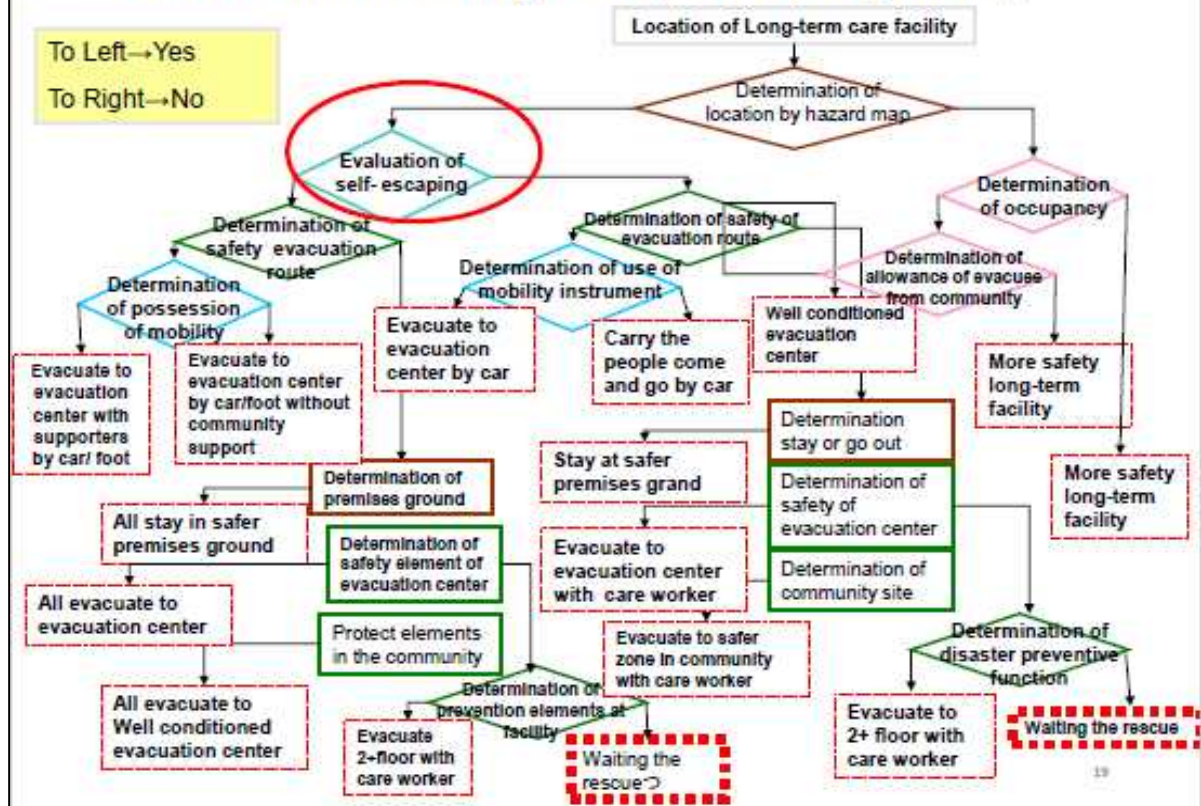 Location of Long-term care facility
To Left→Yes
To Right→No
Determination of
location by hazard map
Evaluation of
self- escaping
Determination
of occupancy
Determination of
safety evacuation
route
Determination of safety of
evacuation route
Determination of
allowance of evacuee
from community
Determination
of possession
of mobility
Determination of use of
mobility instrument
Evacuate to
evacuation
center with
supporters
by car/ foot
Evacuate to
evacuation center
by car/foot without
community
support
Evacuate to
evacuation
center by car
Carry the
people come
and go by car
Well conditioned
evacuation
center
More safety
long-term
facility
More safety
long-term
facility
Determination
stay or go out
Stay at safer
premises grand
Determination of
premises ground
All stay in safer
premises ground
Determination of
safety of
evacuation center
Determination of
safety element of
evacuation center
Evacuate to
evacuation center
with care worker
Determination of
community site
All evacuate to
evacuation center
Protect elements
in the community
Evacuate to safer
zone in community
with care worker
Determination of
disaster preventive
function
All evacuate to
Well conditioned
evacuation center
Determination of
prevention elements at
facility
Evacuate
2+floor with
care worker
Waiting the
rescueつ
Evacuate to
2+ floor with
care worker
Waiting the rescue
19